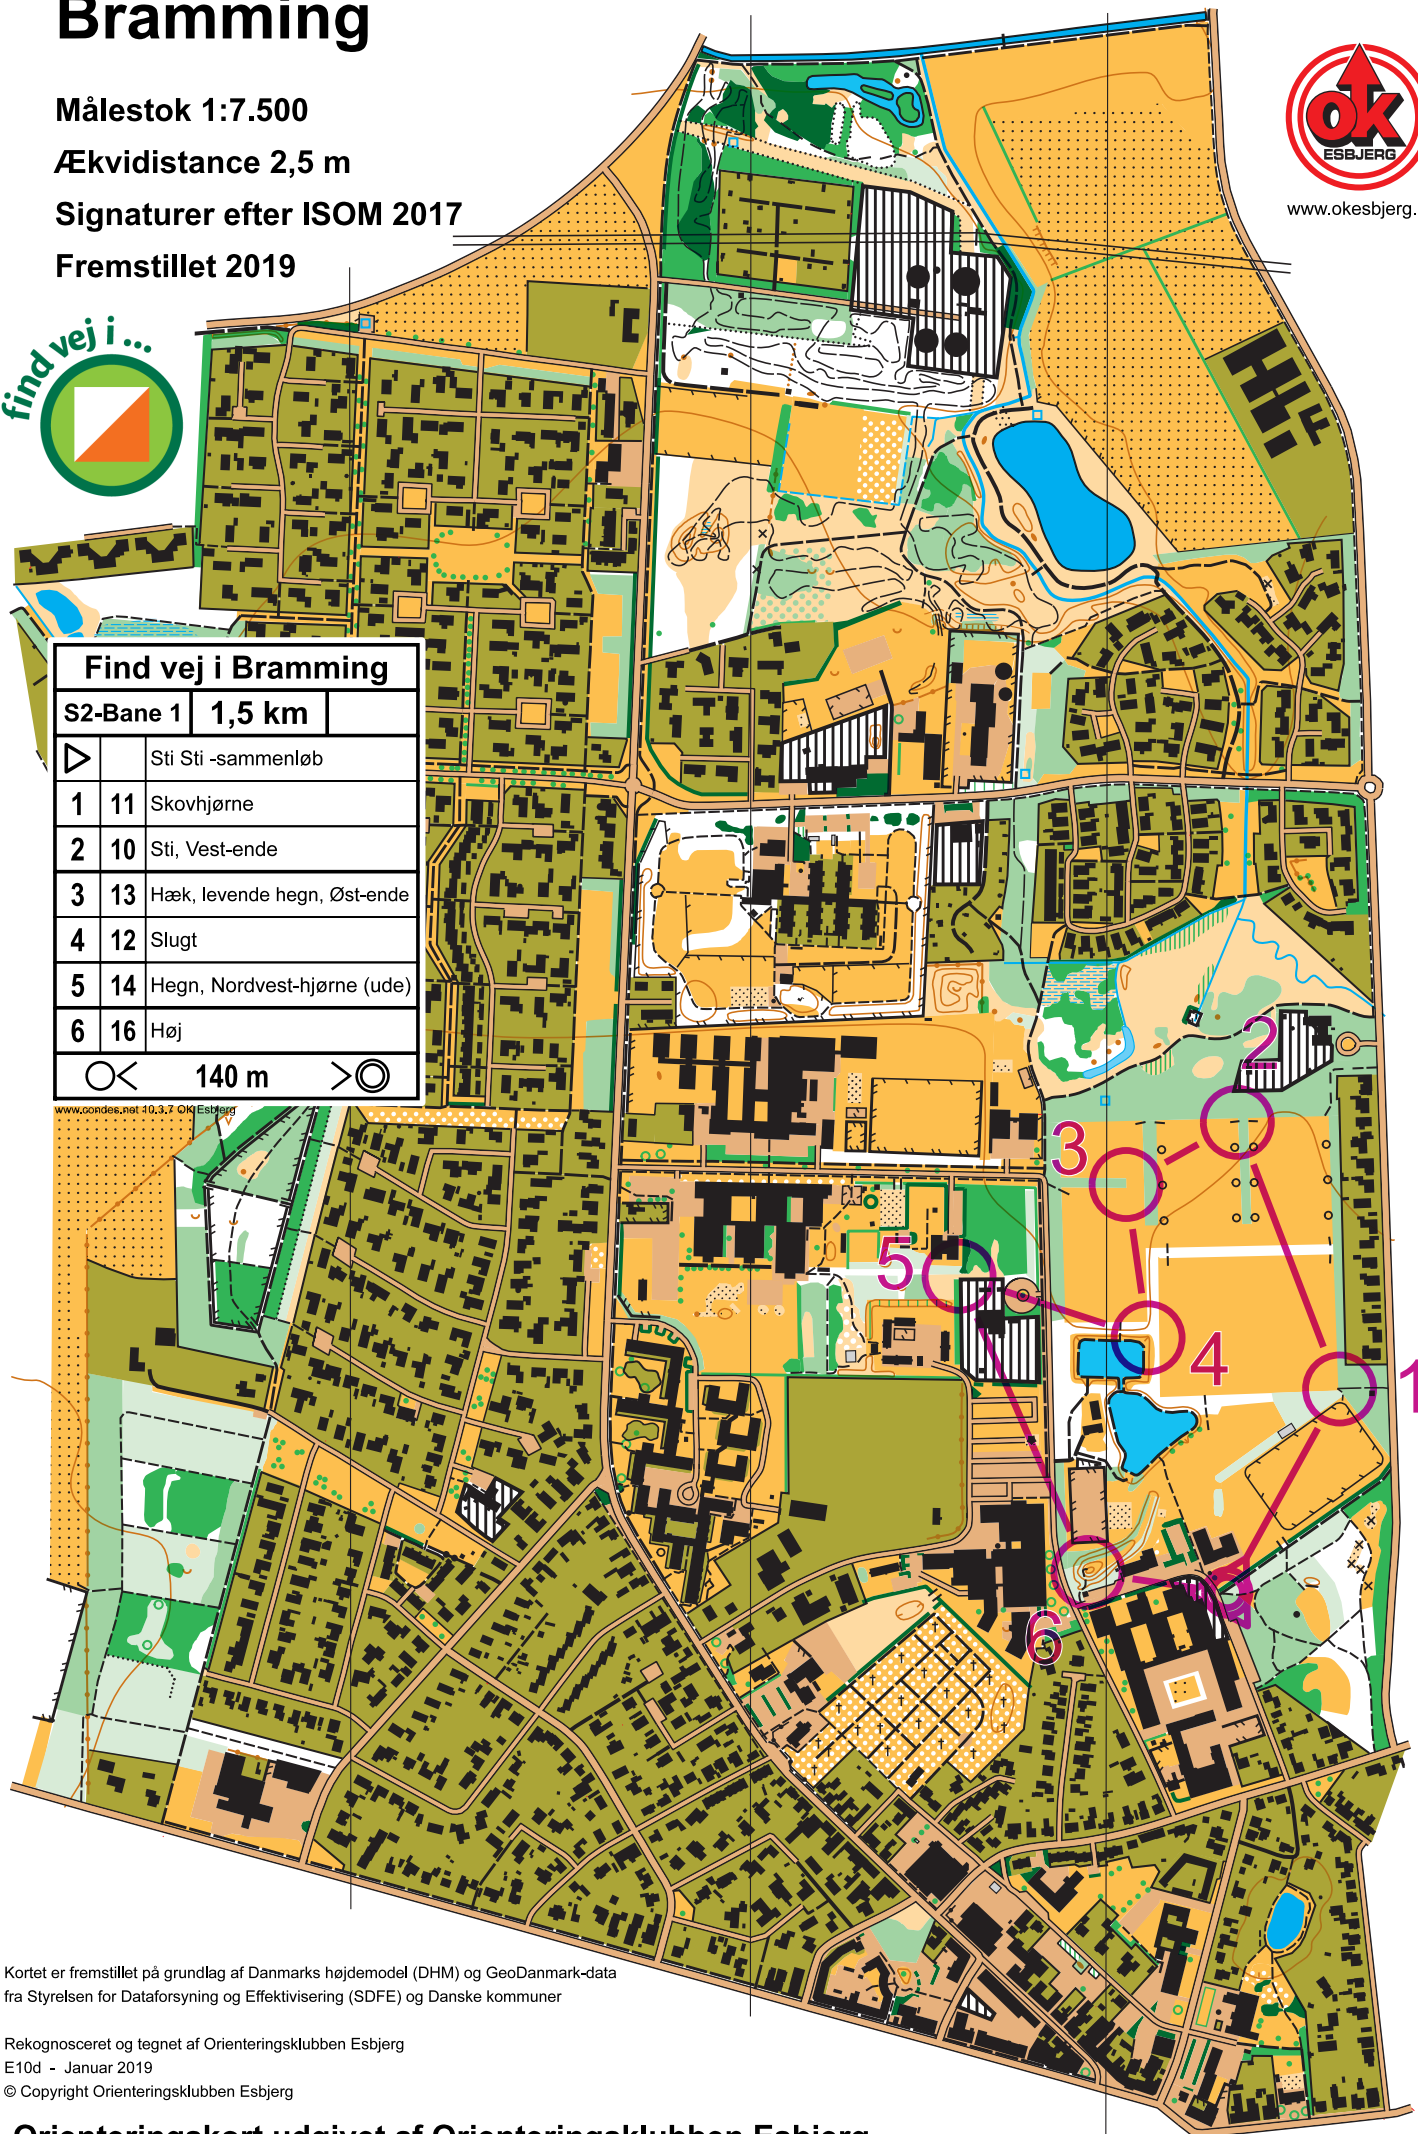 Bramming
Målestok 1:7.500
Ækvidistance 2,5 m
Signaturer efter ISOM 2017
Fremstillet 2019
find vej i ...
ok
ESBJERG
www.okesbjerg.
Find vej i Bramming
S2-Bane 1 1,5 km
Sti Sti -sammenløb
1 11 Skovhjørne
2 10 Sti, Vest-ende
3 13 Hæk, levende hegn, Øst-ende
4 12 Slugt
5 14 Hegn, Nordvest-hjørne (ude)
6 16 Høj
140 m
www.condes.net 10.3.7 OK Esbjerg
2
3
5
4
1
6
Kortet er fremstillet på grundlag af Danmarks højdemodel (DHM) og GeoDanmark-data
fra Styrelsen for Dataforsyning og Effektivisering (SDFE) og Danske kommuner
Rekognosceret og tegnet af Orienteringsklubben Esbjerg
E10d - Januar 2019
© Copyright Orienteringsklubben Esbjerg
Orienteringskort udgivet af Orienteringsklubben Esbjerg